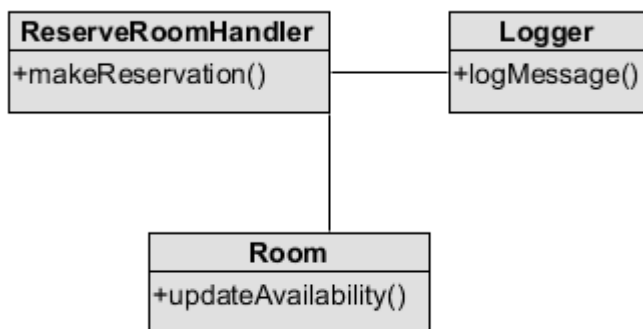 ReserveRoomHandler
+makeReservation()
Logger
+logMessage()
Room
+updateAvailability()